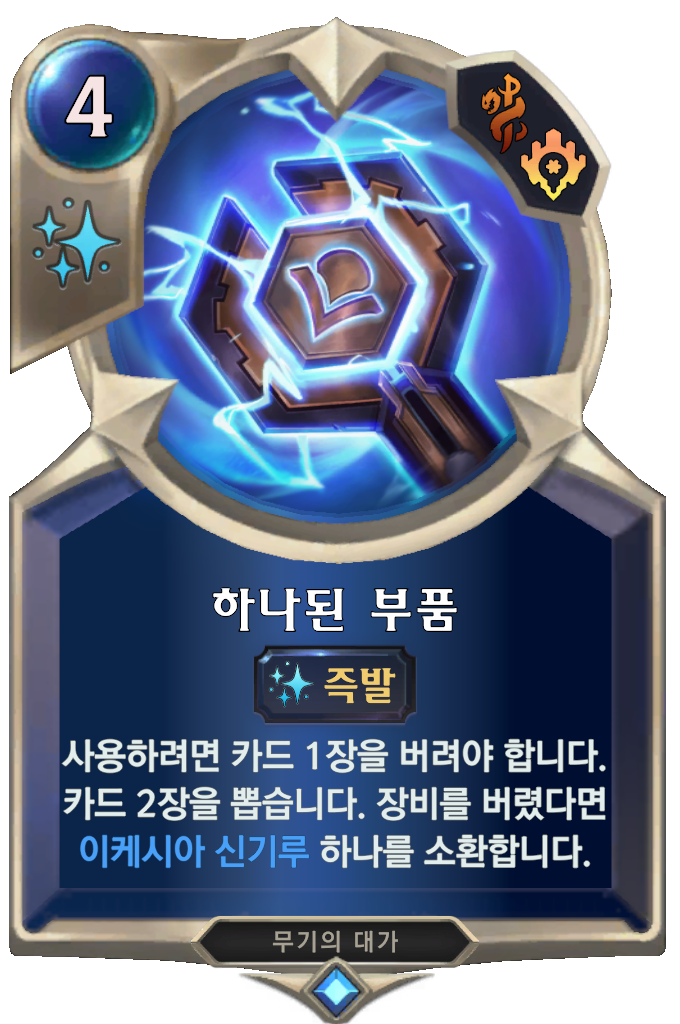 4
하나된 부품
즉발
사용하려면 카드 1장을 버려야 합니다.
카드 2장을 뽑습니다. 장비를 버렸다면
이케시아 신기루 하나를 소환합니다.
무기의 대가